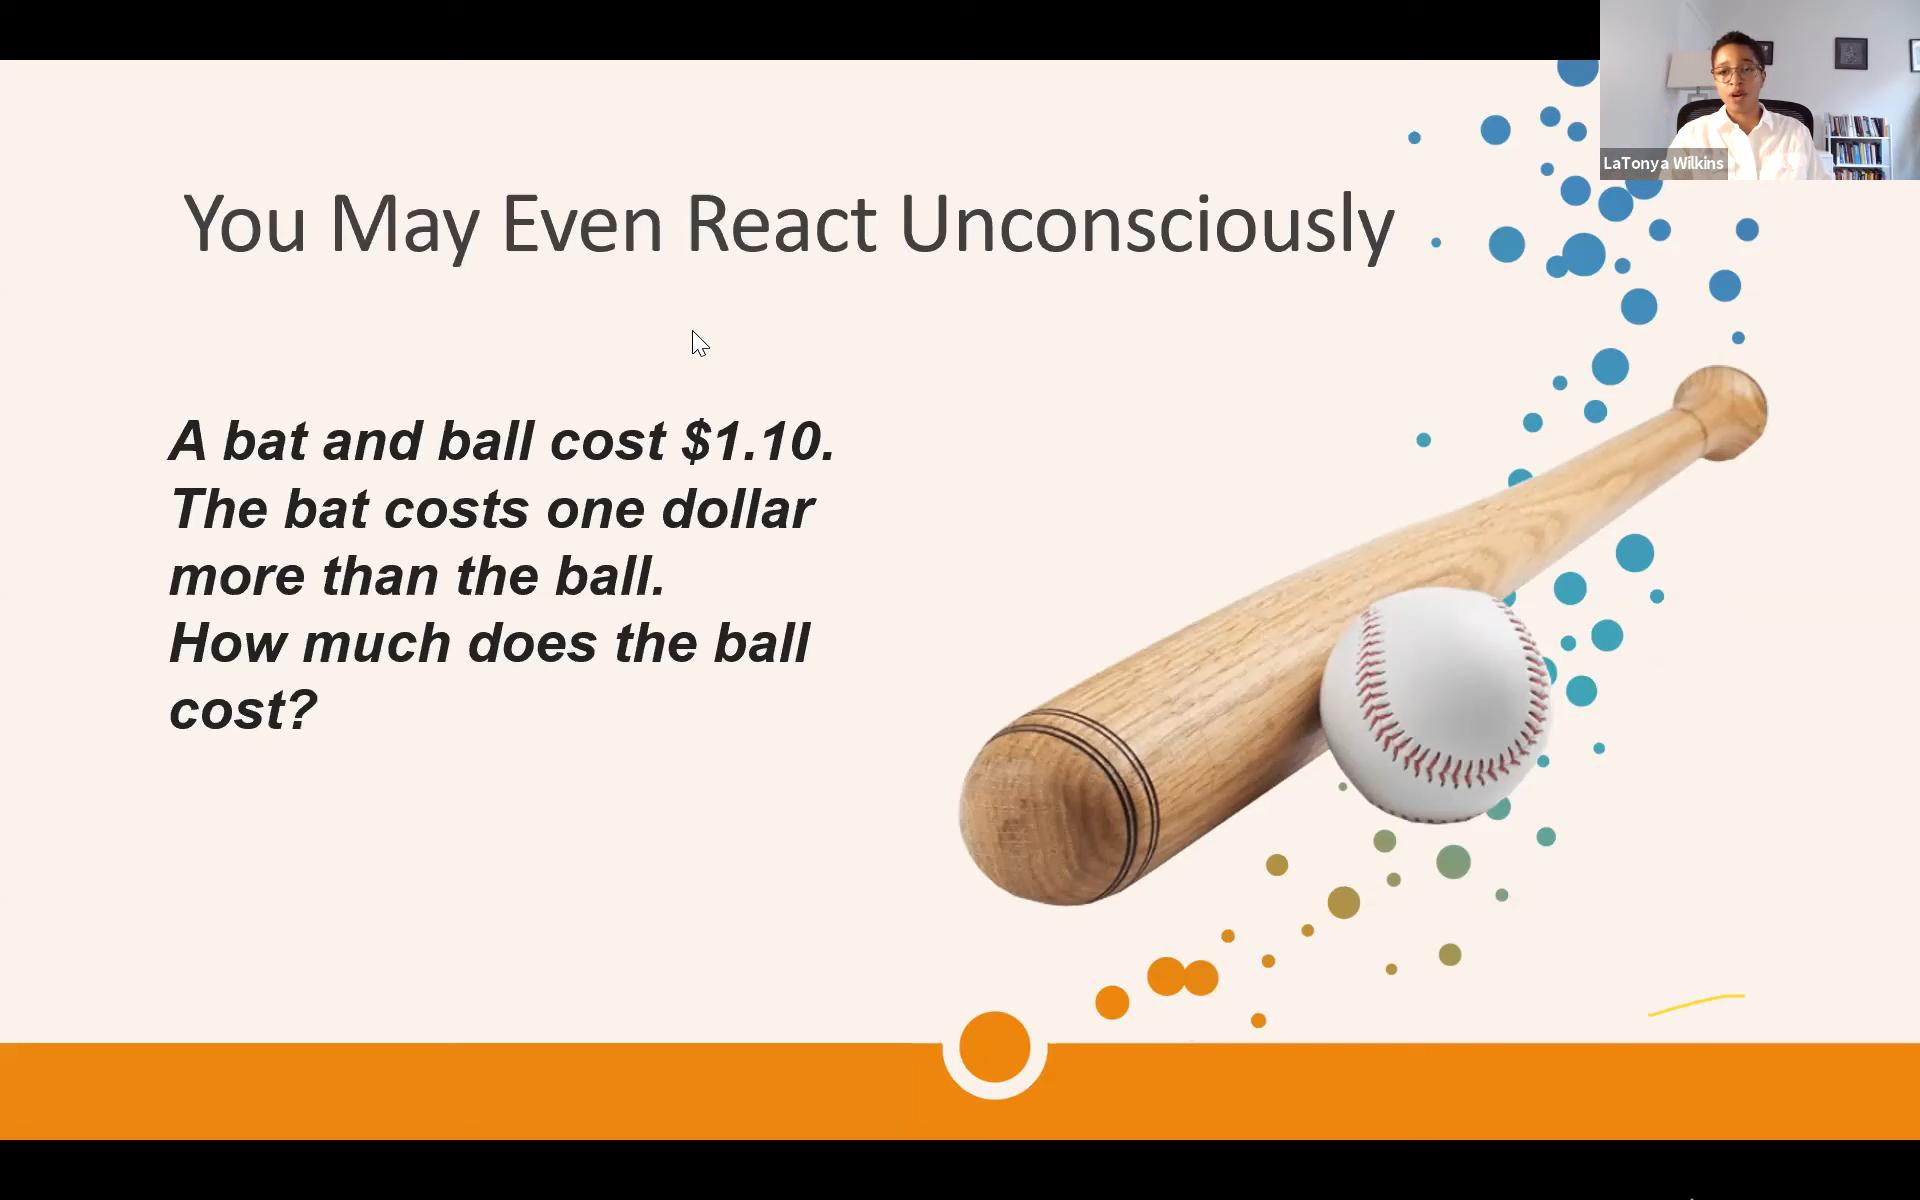 LaTonya Wilkins
You May Even React Unconsciously
A bat and ball cost $1.10.
The bat costs one dollar
more than the ball.
How much does the ball
cost?